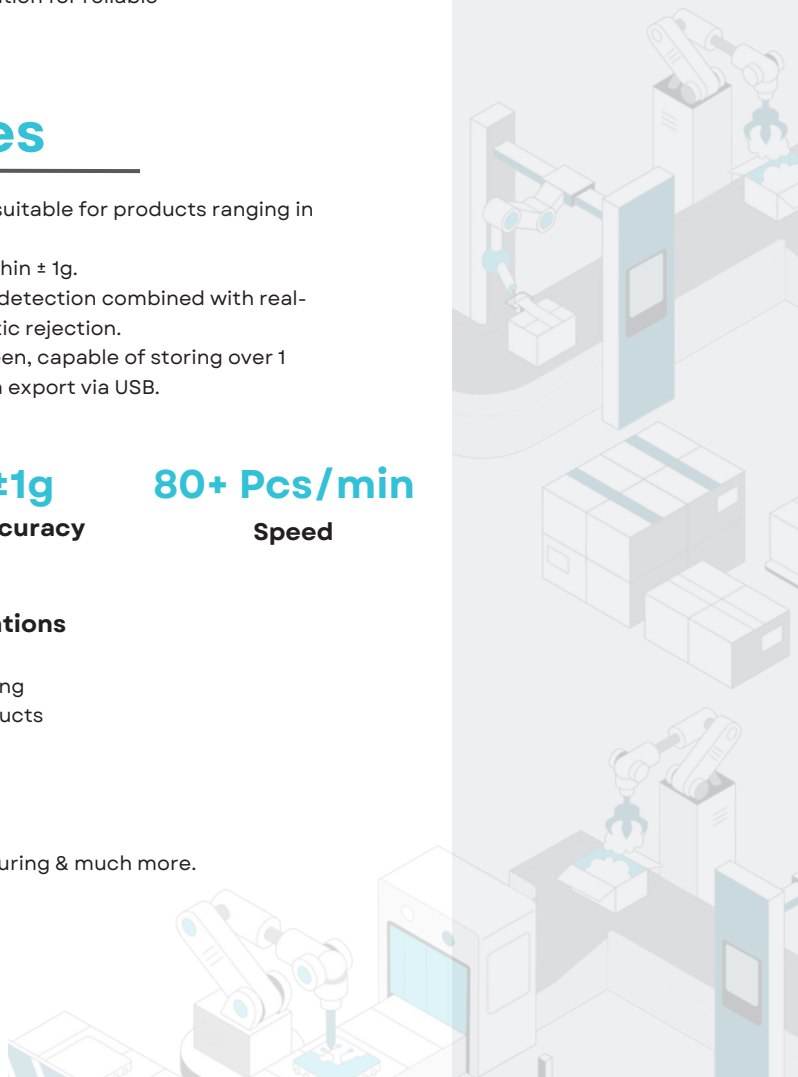 es
suitable for products ranging in
hin ± 1g.
detection combined with real-
tic rejection.
en, capable of storing over 1
export via USB.
±1g
80+ Pcs/min
curacy
Speed
tions
ng
ucts
uring & much more.